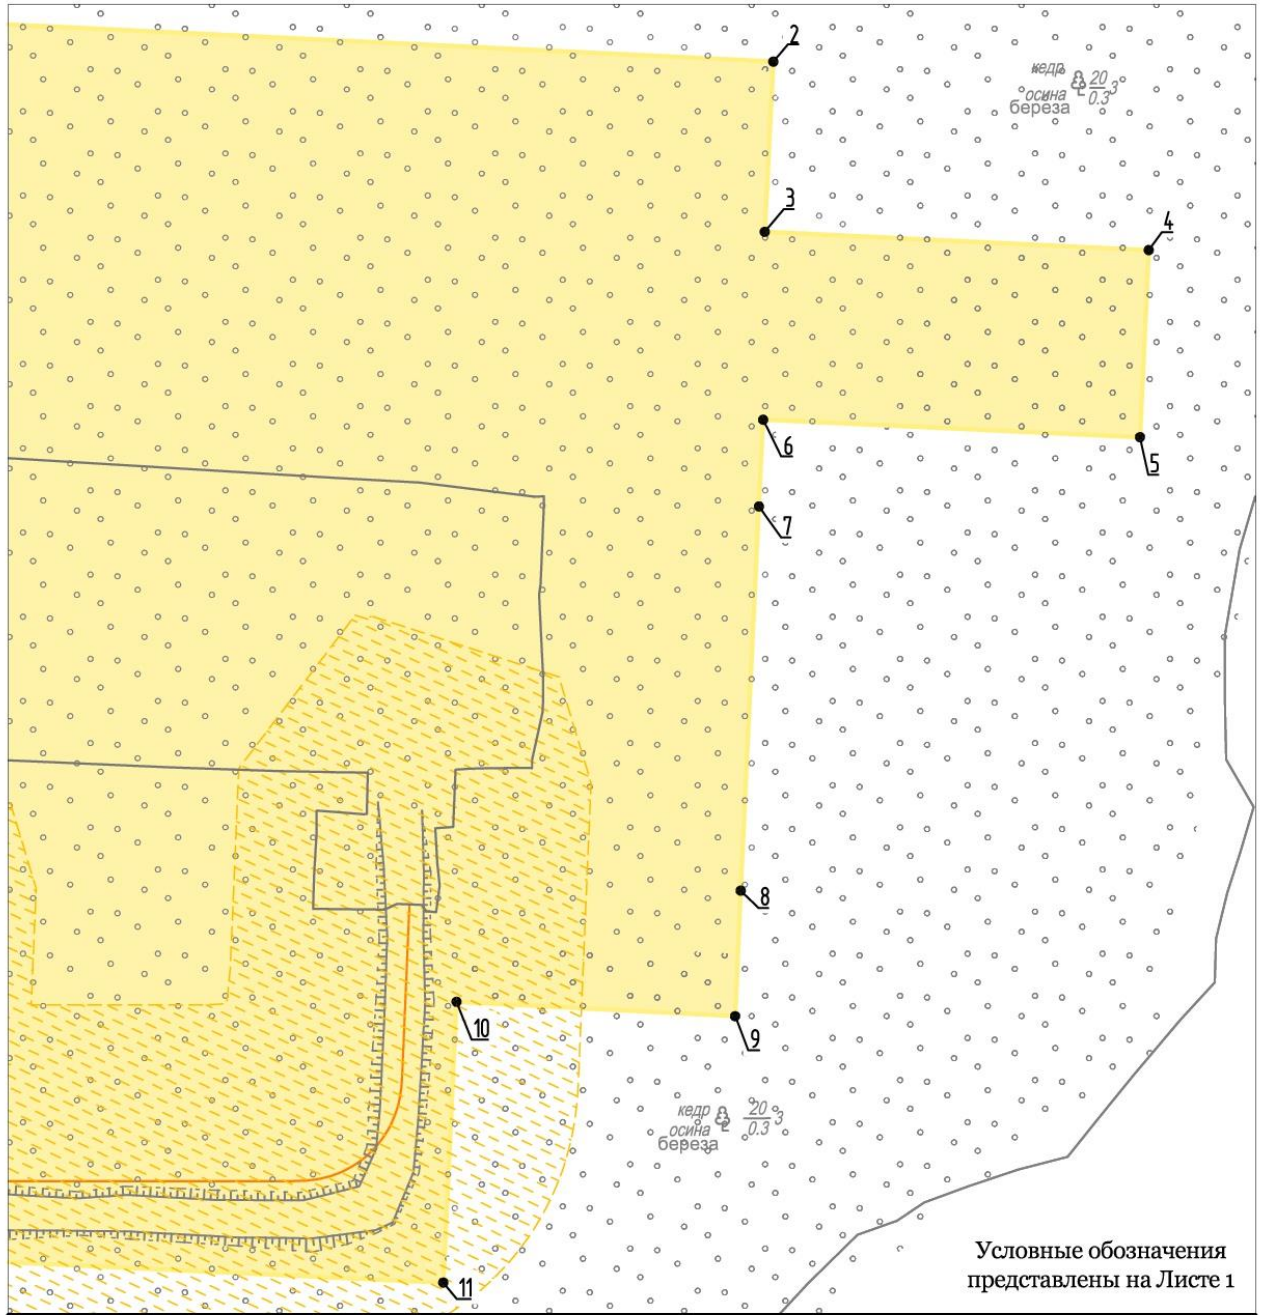 2
кедр
осина 20/0.3 3
береза
3
4
6
5
7
8
10
9
кедр
осина 20/0.3 3
береза
11
Условные обозначения
представлены на Листе 1